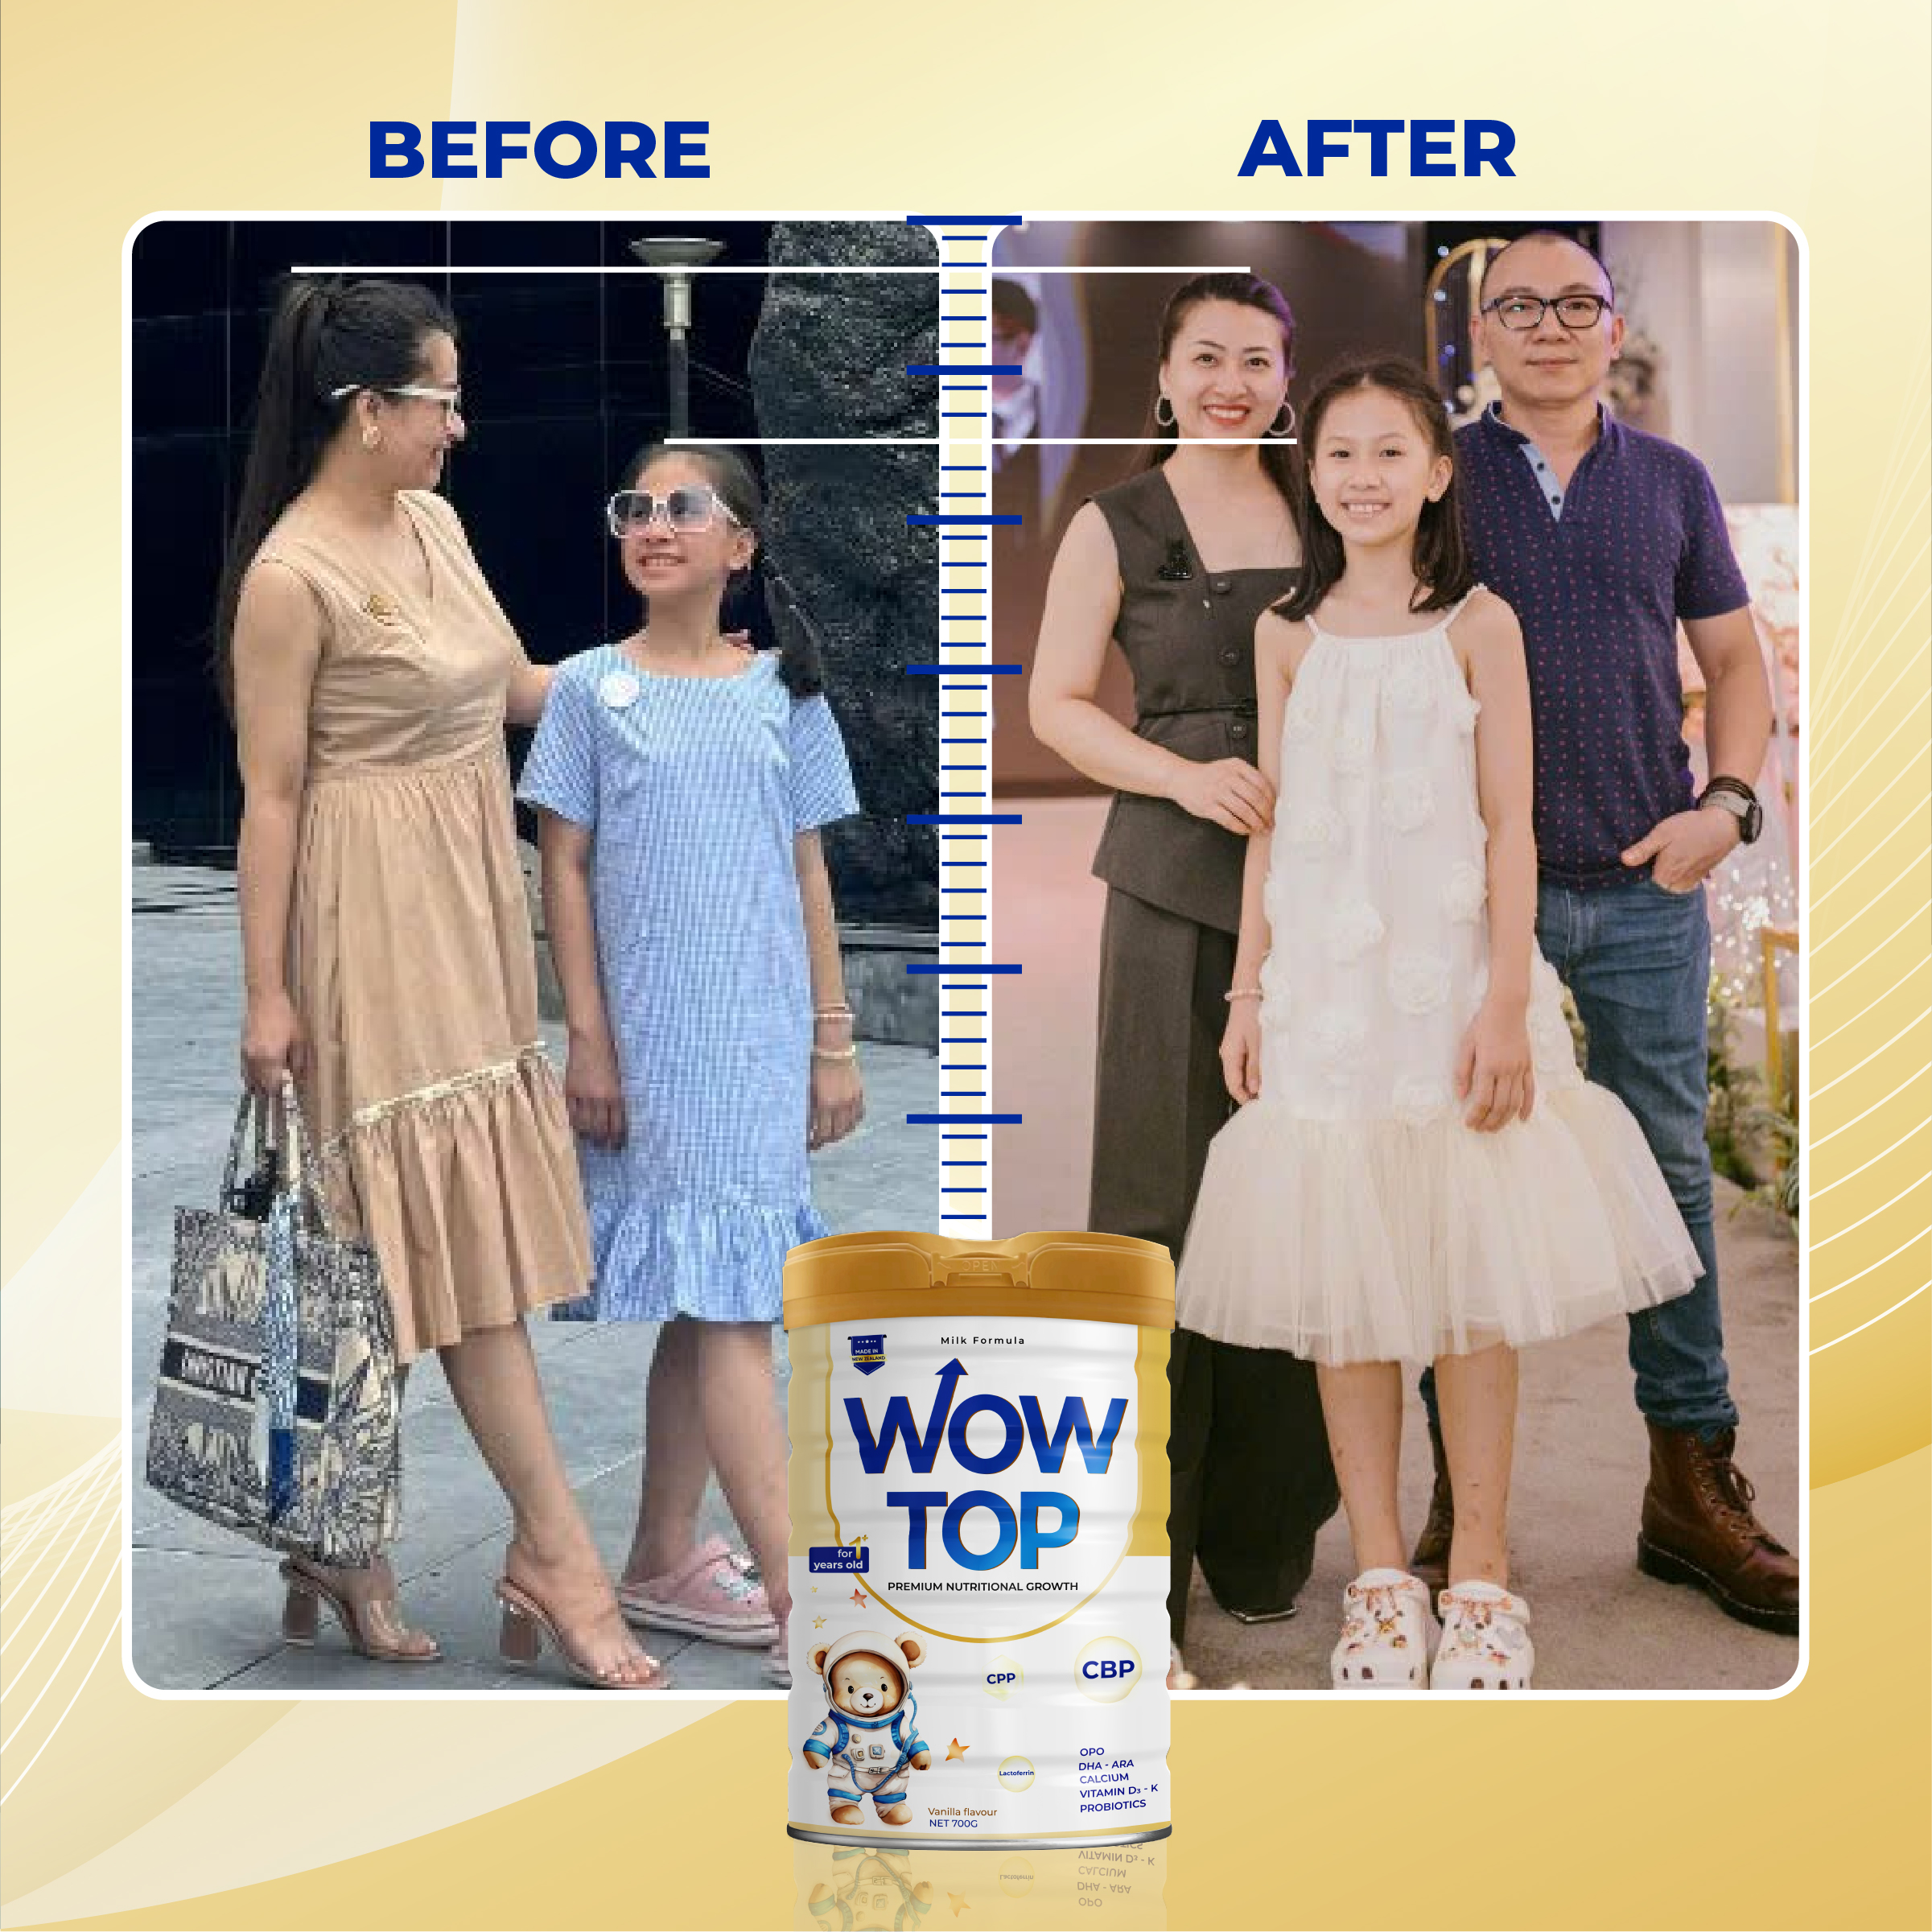 BEFORE
AFTER
OPEN
MADE IN
NEW ZEALAND
Milk Formula
WOW
TOP
for 1+
years old
PREMIUM NUTRITIONAL GROWTH
CPP
CBP
Lactoferrin
OPO
DHA - ARA
CALCIUM
VITAMIN D₃ - K
PROBIOTICS
Vanilla flavour
NET 700G